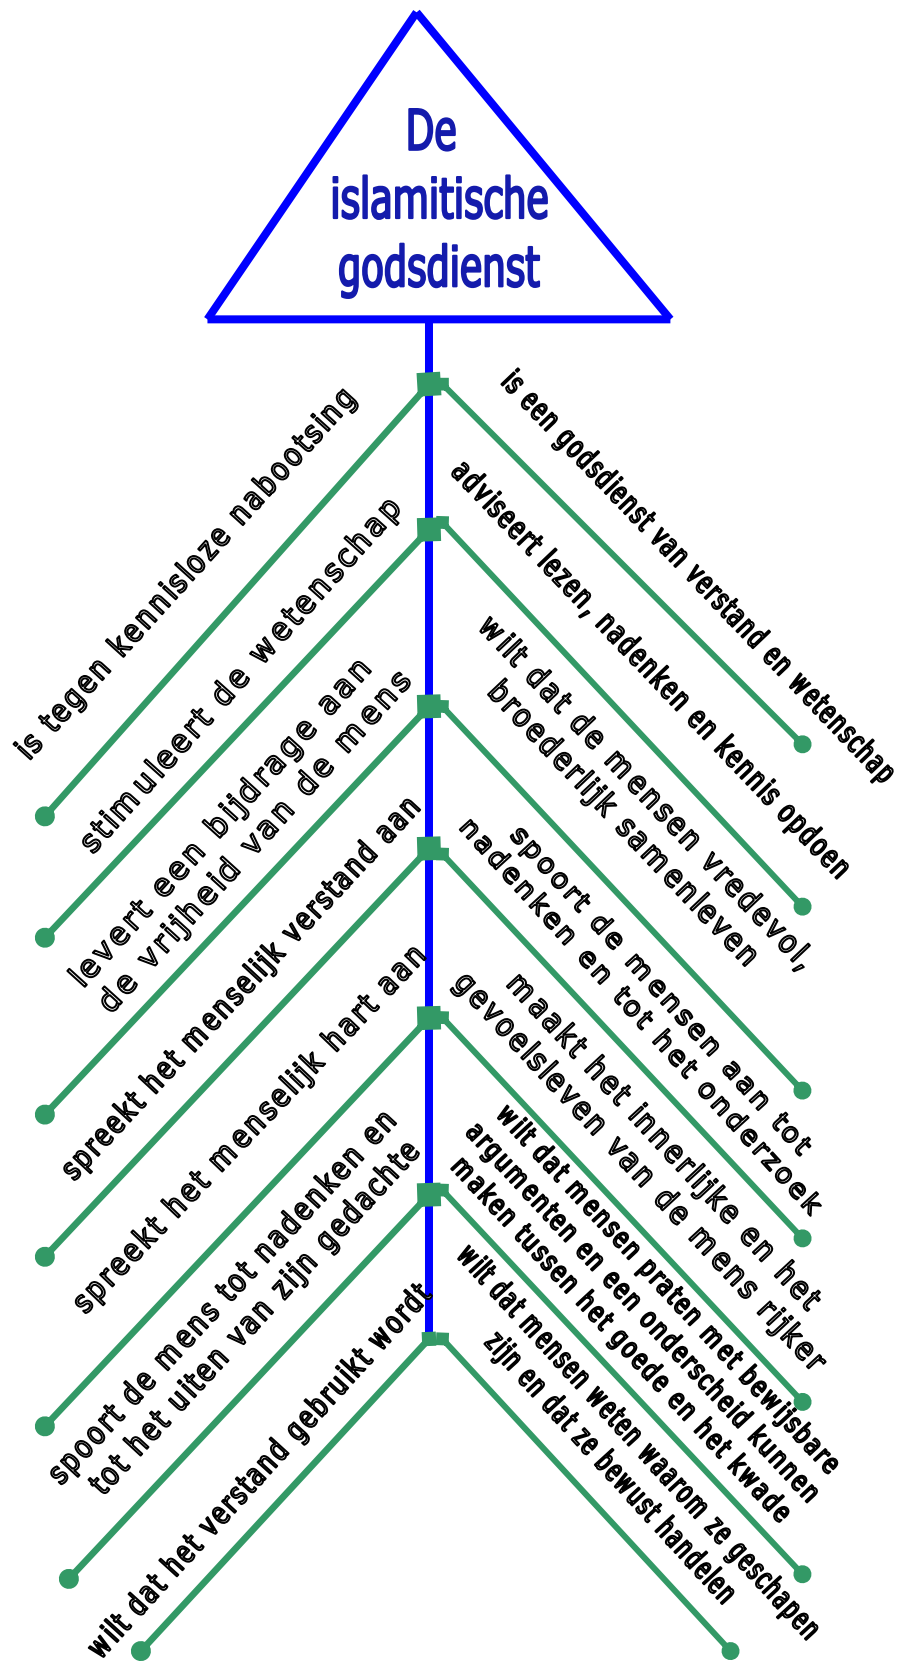 De
islamitische
godsdienst
is tegen kennisloze nabootsing
is een godsdienst van verstand en wetenschap
stimuleert de wetenschap
adviseert lezen, nadenken en kennis opdoen
levert een bijdrage aan
de vrijheid van de mens
wilt dat de mensen vredevol,
broederlijk samenleven
spreekt het menselijk verstand aan
spoort de mensen aan tot
nadenken en tot het onderzoek
spreekt het menselijk hart aan
maakt het innerlijke en het
gevoelsleven van de mens rijker
spoort de mens tot nadenken en
tot het uiten van zijn gedachte
wilt dat mensen praten met bewijsbare
argumenten en een onderscheid kunnen
maken tussen het goede en het kwade
wilt dat het verstand gebruikt wordt
wilt dat mensen weten waarom ze geschapen
zijn en dat ze bewust handelen